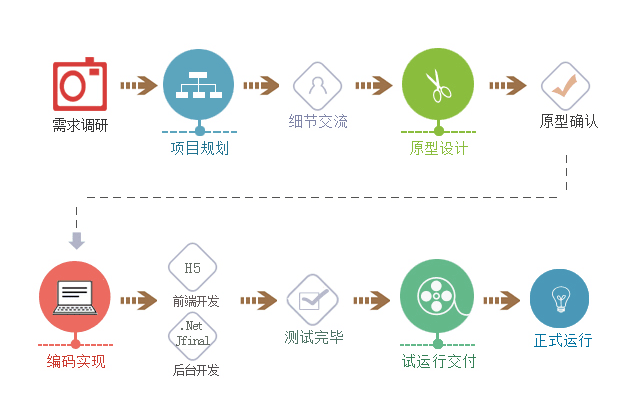 需求调研
项目规划
细节交流
原型设计
原型确认
编码实现
H5
前端开发
.Net
Jfinal
后台开发
测试完毕
试运行交付
正式运行